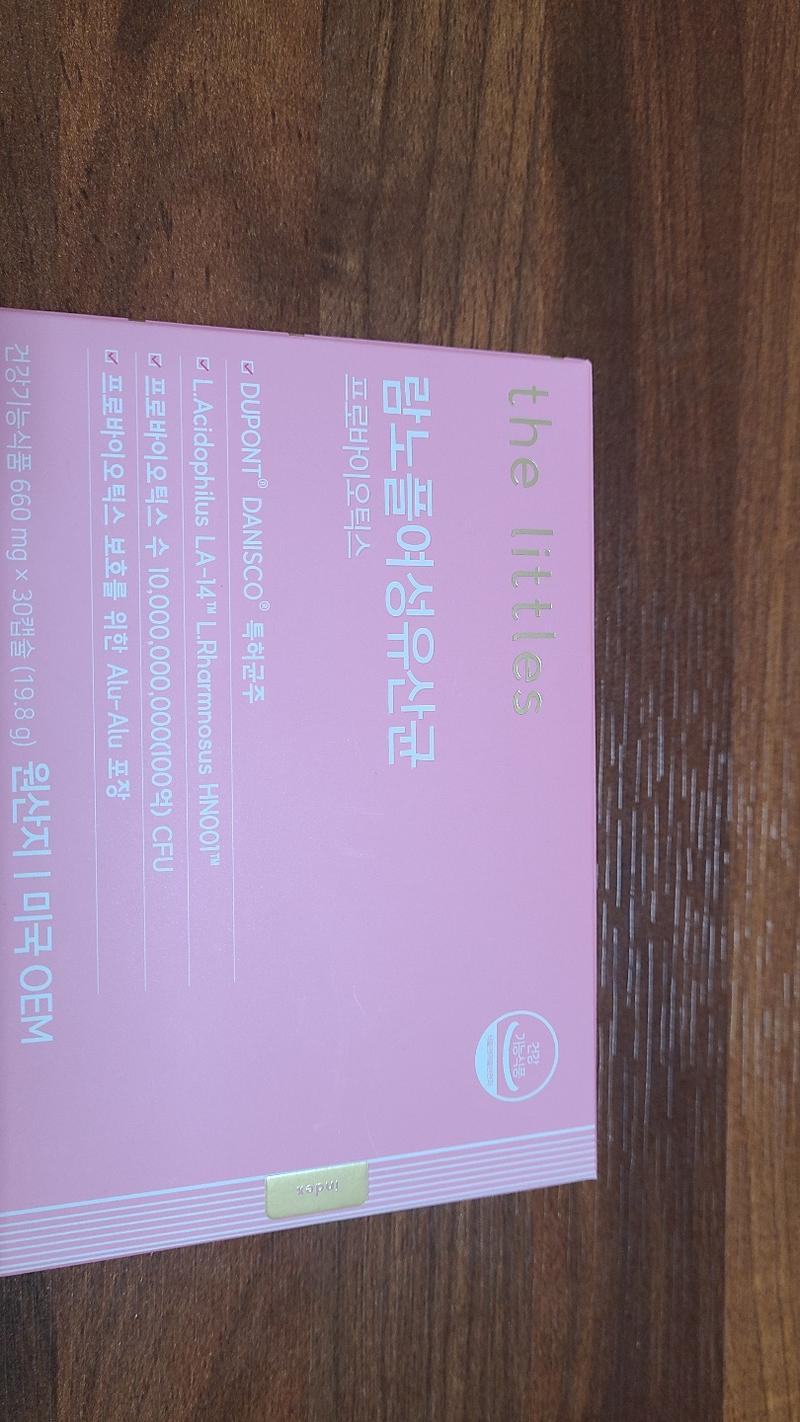 the littles
람노풀여성유산균
프로바이오틱스
DUPONT® DANISCO® 특허균주
L.Acidophilus LA-14™ L.Rharmnosus HN001™
프로바이오틱스 수 10,000,000,000(100억) CFU
프로바이오틱스 보호를 위한 Alu-Alu 포장
건강기능식품 660 mg × 30캡슐 (19.8 g) 원산지 | 미국 OEM
건강
기능식품
index